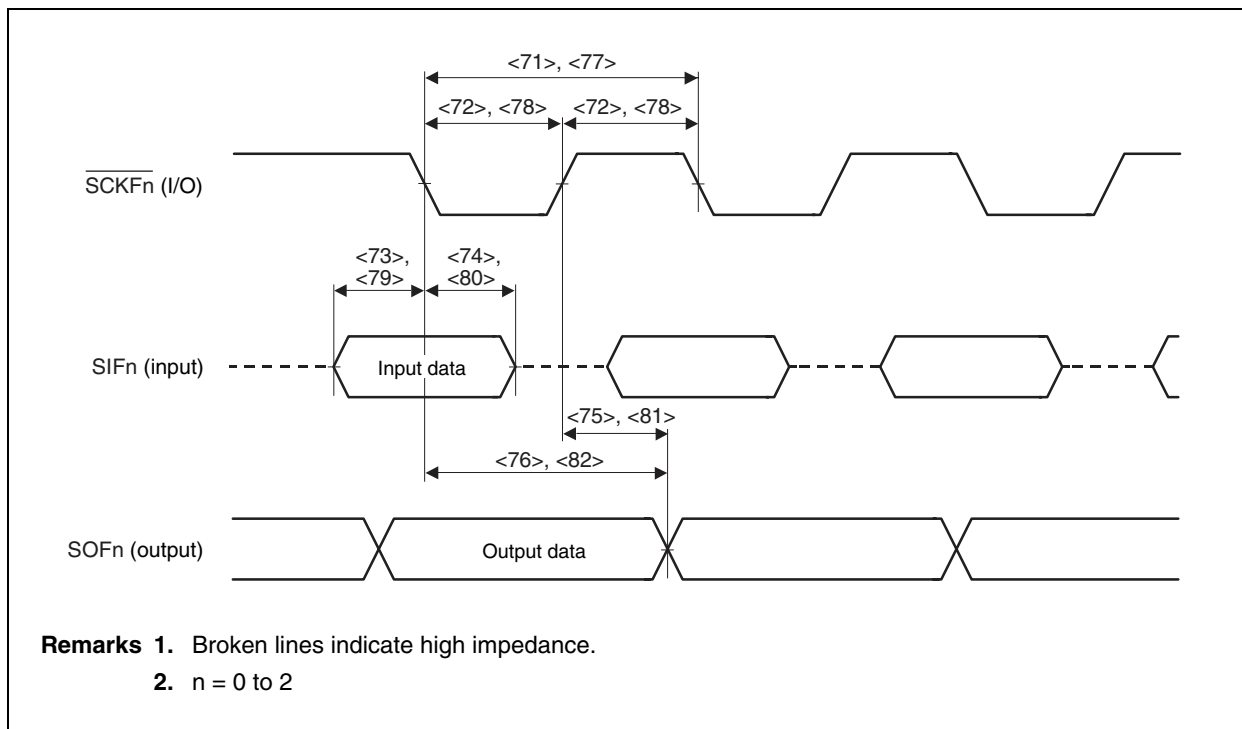 <71>, <77>
<72>, <78> <72>, <78>
SCKFn (I/O)
<73>, <79>
<74>, <80>
SIFn (input)
Input data
<75>, <81>
<76>, <82>
SOFn (output)
Output data
Remarks 1. Broken lines indicate high impedance.
2. n = 0 to 2